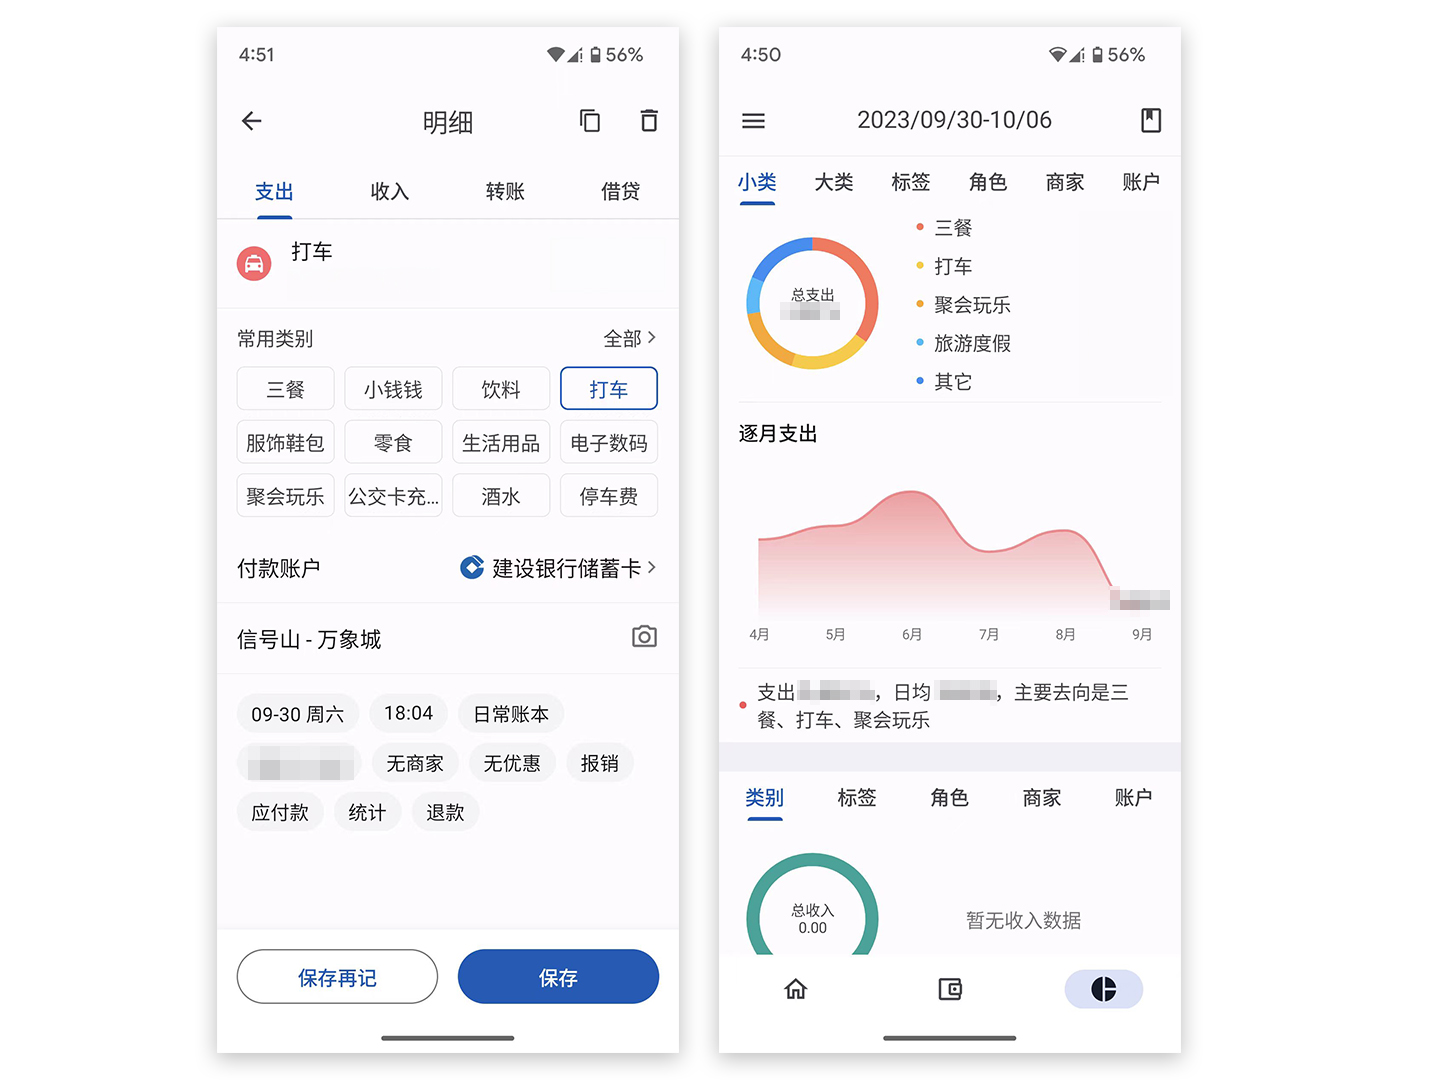 4:51
56%
明细
支出
收入
转账
借贷
打车
常用类别
全部
三餐
小钱钱
饮料
打车
服饰鞋包
零食
生活用品
电子数码
聚会玩乐
公交卡充...
酒水
停车费
付款账户
建设银行储蓄卡
信号山 - 万象城
09-30 周六
18:04
日常账本
无商家
无优惠
报销
应付款
统计
退款
保存再记
保存
4:50
56%
2023/09/30-10/06
小类
大类
标签
角色
商家
账户
总支出
三餐
打车
聚会玩乐
旅游度假
其它
逐月支出
4月
5月
6月
7月
8月
9月
支出 ，日均 ，主要去向是三
餐、打车、聚会玩乐
类别
标签
角色
商家
账户
总收入
0.00
暂无收入数据